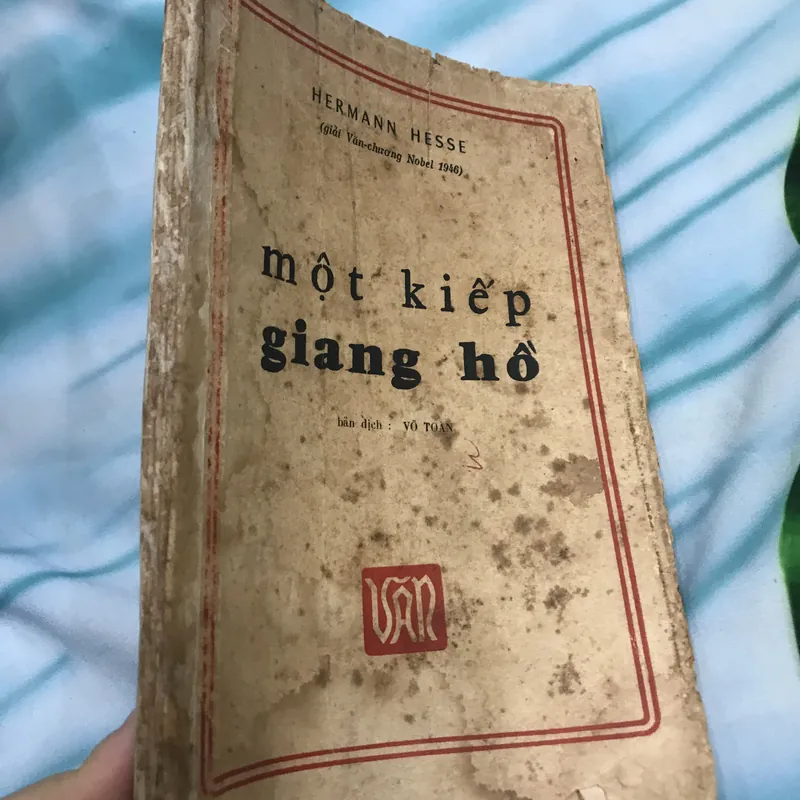 HERMANN HESSE
(giải Văn-chương Nobel 1946)
một kiếp
giang hồ
bản dịch : VÕ TOÀN
VĂN